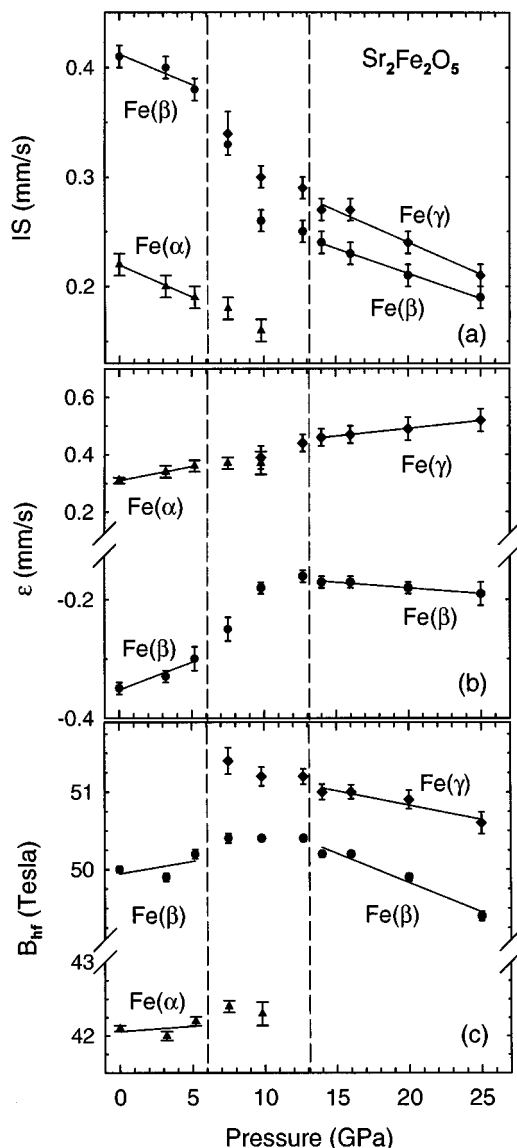 Sr₂Fe₂O₅
0.4
0.3
0.2
IS (mm/s)
Fe(β)
Fe(α)
Fe(γ)
Fe(β)
(a)
0.6
0.4
0.2
-0.2
-0.4
ε (mm/s)
Fe(α)
Fe(γ)
Fe(β)
Fe(β)
(b)
51
50
43
42
B_hf (Tesla)
Fe(γ)
Fe(β)
Fe(β)
Fe(α)
(c)
0 5 10 15 20 25
Pressure (GPa)